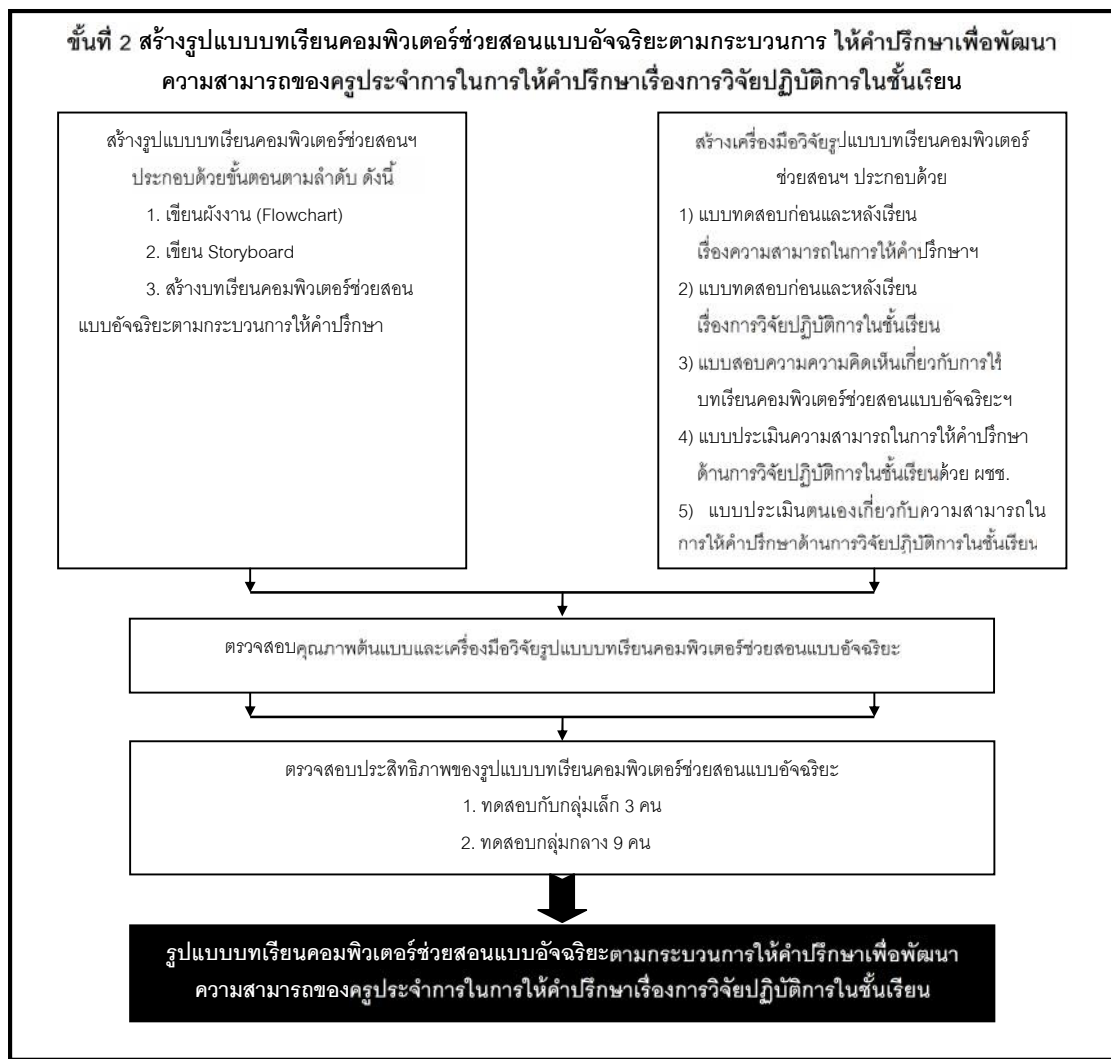 ขั้นที่ 2 สร้างรูปแบบบทเรียนคอมพิวเตอร์ช่วยสอนแบบอัจฉริยะตามกระบวนการ ให้คำปรึกษาเพื่อพัฒนา
ความสามารถของครูประจำการในการให้คำปรึกษาเรื่องการวิจัยปฏิบัติการในชั้นเรียน
สร้างรูปแบบบทเรียนคอมพิวเตอร์ช่วยสอนฯ
ประกอบด้วยขั้นตอนตามลำดับ ดังนี้
1. เขียนผังงาน (Flowchart)
2. เขียน Storyboard
3. สร้างบทเรียนคอมพิวเตอร์ช่วยสอน
แบบอัจฉริยะตามกระบวนการให้คำปรึกษา
สร้างเครื่องมือวิจัยรูปแบบบทเรียนคอมพิวเตอร์
ช่วยสอนฯ ประกอบด้วย
1) แบบทดสอบก่อนและหลังเรียน
เรื่องความสามารถในการให้คำปรึกษาฯ
2) แบบทดสอบก่อนและหลังเรียน
เรื่องการวิจัยปฏิบัติการในชั้นเรียน
3) แบบสอบความความคิดเห็นเกี่ยวกับการใช้
บทเรียนคอมพิวเตอร์ช่วยสอนแบบอัจฉริยะฯ
4) แบบประเมินความสามารถในการให้คำปรึกษา
ด้านการวิจัยปฏิบัติการในชั้นเรียนด้วย ผชช.
5) แบบประเมินตนเองเกี่ยวกับความสามารถใน
การให้คำปรึกษาด้านการวิจัยปฏิบัติการในชั้นเรียน
ตรวจสอบคุณภาพต้นแบบและเครื่องมือวิจัยรูปแบบบทเรียนคอมพิวเตอร์ช่วยสอนแบบอัจฉริยะ
ตรวจสอบประสิทธิภาพของรูปแบบบทเรียนคอมพิวเตอร์ช่วยสอนแบบอัจฉริยะ
1. ทดสอบกับกลุ่มเล็ก 3 คน
2. ทดสอบกลุ่มกลาง 9 คน
รูปแบบบทเรียนคอมพิวเตอร์ช่วยสอนแบบอัจฉริยะตามกระบวนการให้คำปรึกษาเพื่อพัฒนา
ความสามารถของครูประจำการในการให้คำปรึกษาเรื่องการวิจัยปฏิบัติการในชั้นเรียน